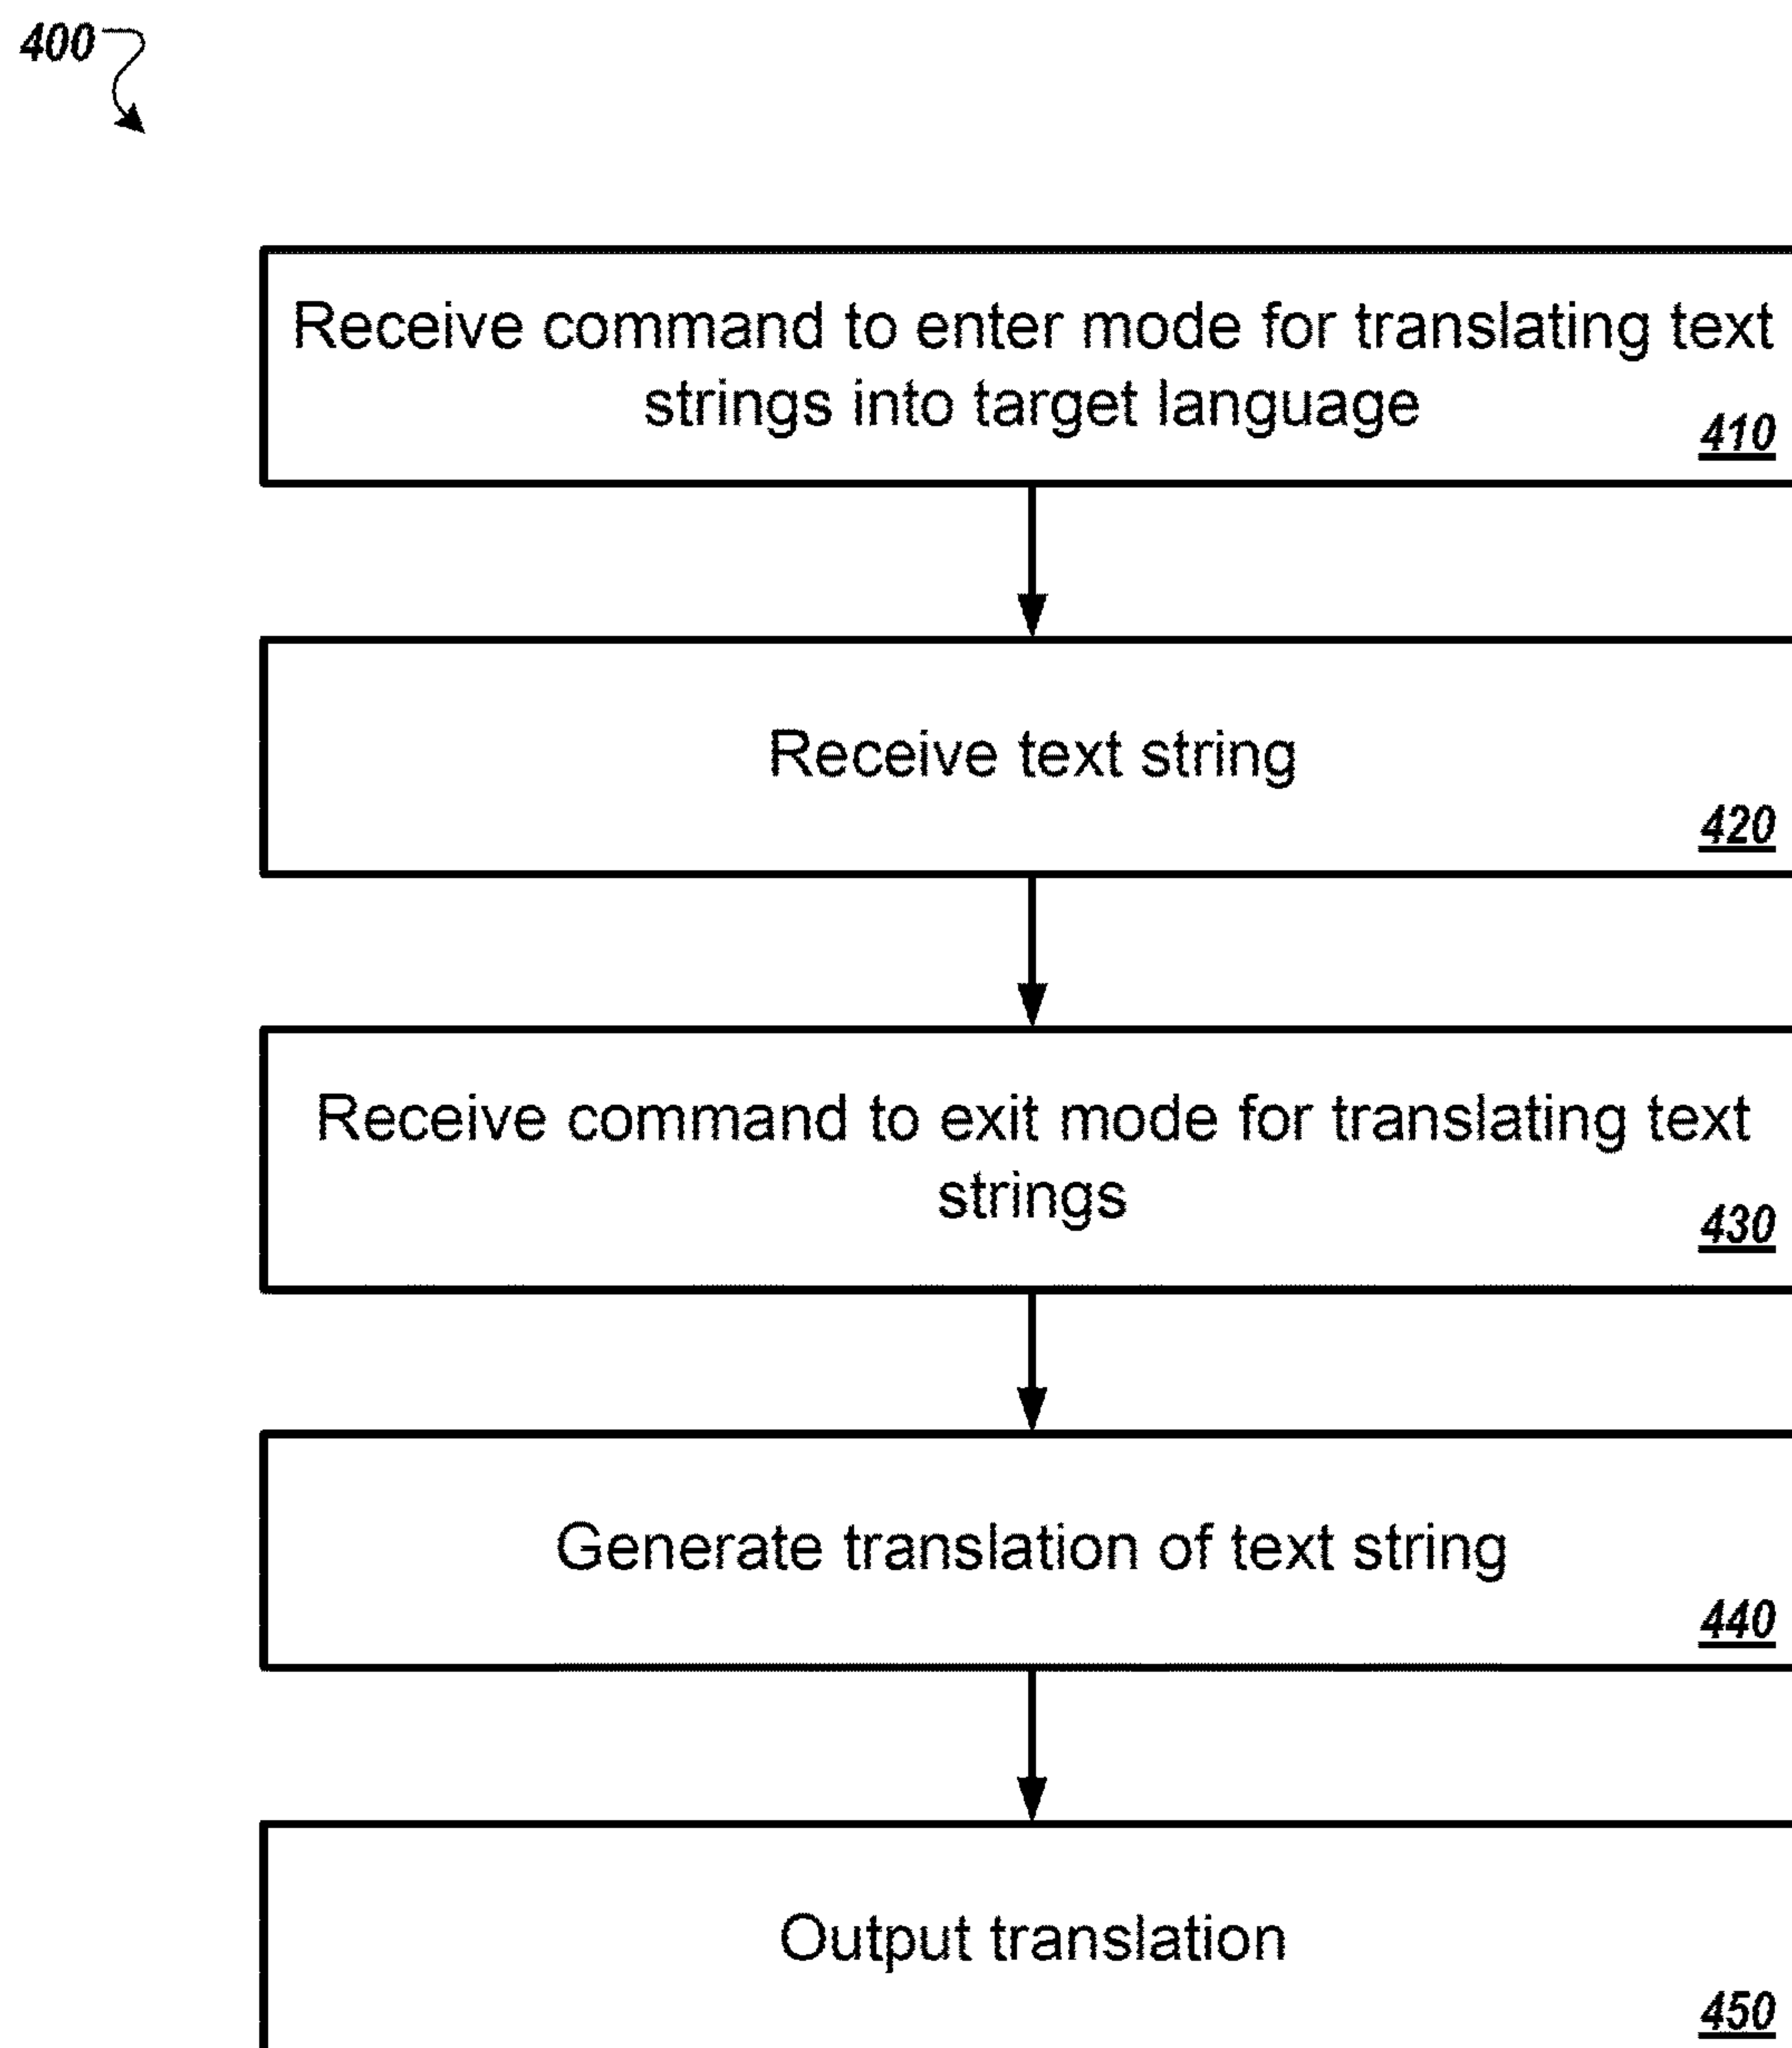 400
Receive command to enter mode for translating text
strings into target language
410
Receive text string
420
Receive command to exit mode for translating text
strings
430
Generate translation of text string
440
Output translation
450